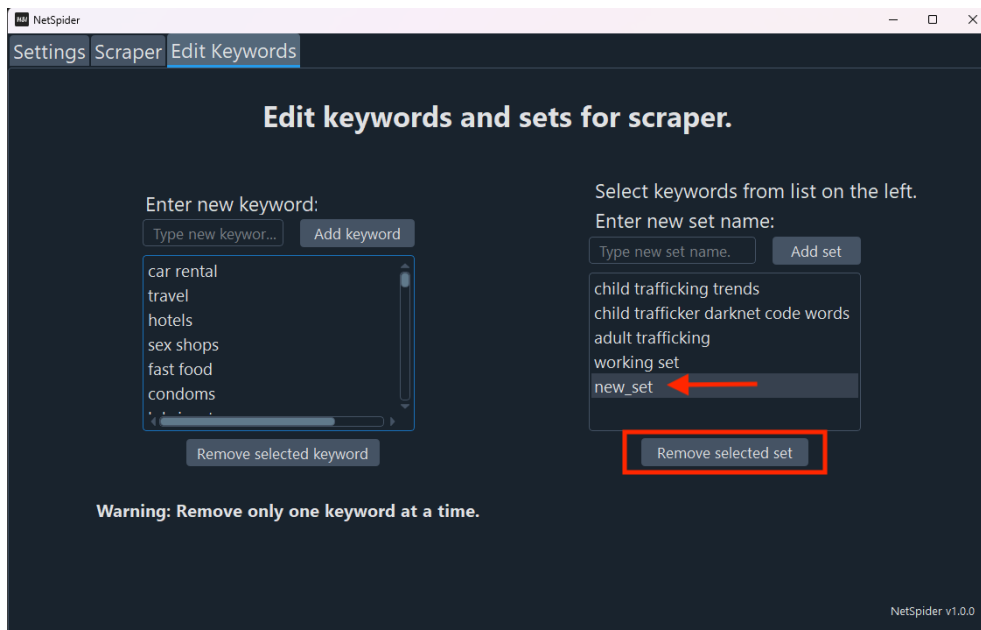 NetSpider
Settings Scraper Edit Keywords
Edit keywords and sets for scraper.
Enter new keyword:
Type new keywor... Add keyword
car rental
travel
hotels
sex shops
fast food
condoms
Remove selected keyword
Warning: Remove only one keyword at a time.
Select keywords from list on the left.
Enter new set name:
Type new set name. Add set
child trafficking trends
child trafficker darknet code words
adult trafficking
working set
new_set
Remove selected set
NetSpider v1.0.0